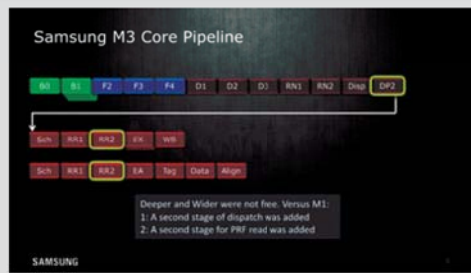 Samsung M3 Core Pipeline
B0 B1 F2 F3 F4 D1 D2 D3 RN1 RN2 Disp DP2
Sch RR1 RR2 EX WB
Sch RR1 RR2 EA Tag Data Align
Deeper and Wider were not free. Versus M1:
1: A second stage of dispatch was added
2: A second stage for PRF read was added
SAMSUNG